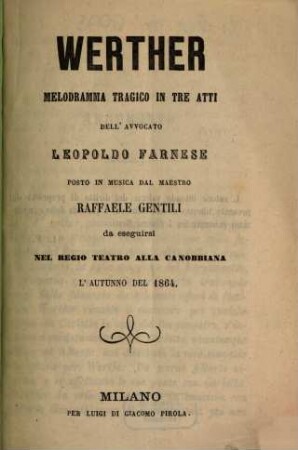 WERTHER
MELODRAMMA TRAGICO IN TRE ATTI
DELL' AVVOCATO
LEOPOLDO FARNESE
POSTO IN MUSICA DAL MAESTRO
RAFFAELE GENTILI
da eseguirsi
NEL REGIO TEATRO ALLA CANOBBIANA
L'AUTUNNO DEL 1864.
MILANO
PER LUIGI DI GIACOMO PIROLA.